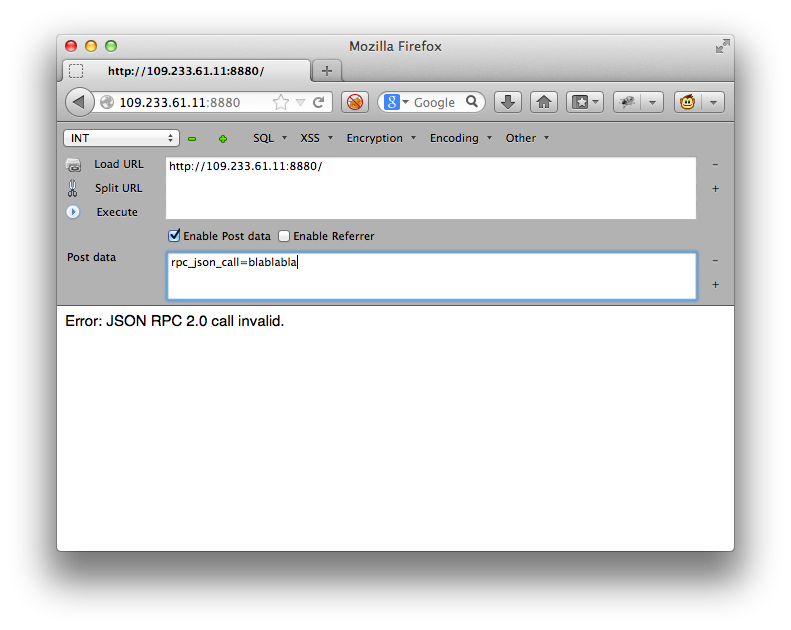 Mozilla Firefox
http://109.233.61.11:8880/
109.233.61.11:8880
8 Google
INT
SQL XSS Encryption Encoding Other
Load URL
http://109.233.61.11:8880/
Split URL
Execute
Enable Post data Enable Referrer
Post data
rpc_json_call=blablabla
Error: JSON RPC 2.0 call invalid.